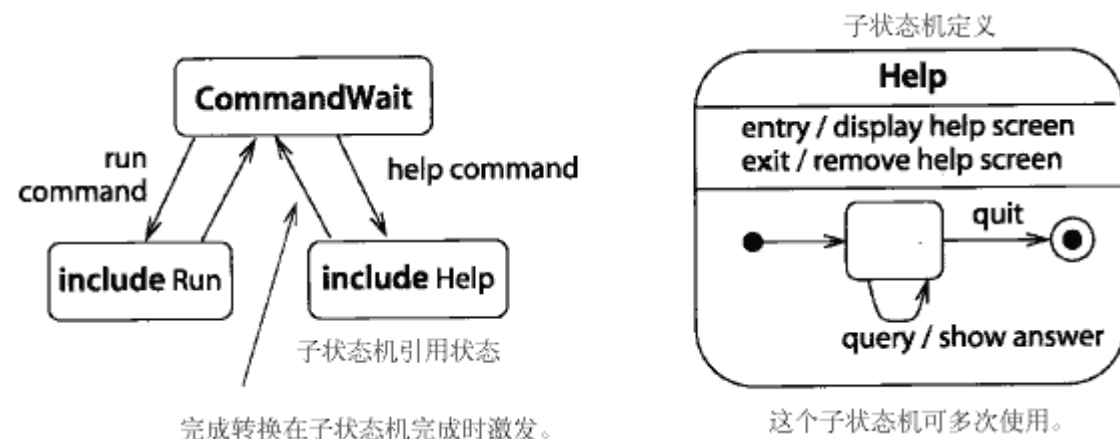 CommandWait
run
command
help command
include Run
include Help
子状态机引用状态
完成转换在子状态机完成时激发。
子状态机定义
Help
entry / display help screen
exit / remove help screen
quit
query / show answer
这个子状态机可多次使用。